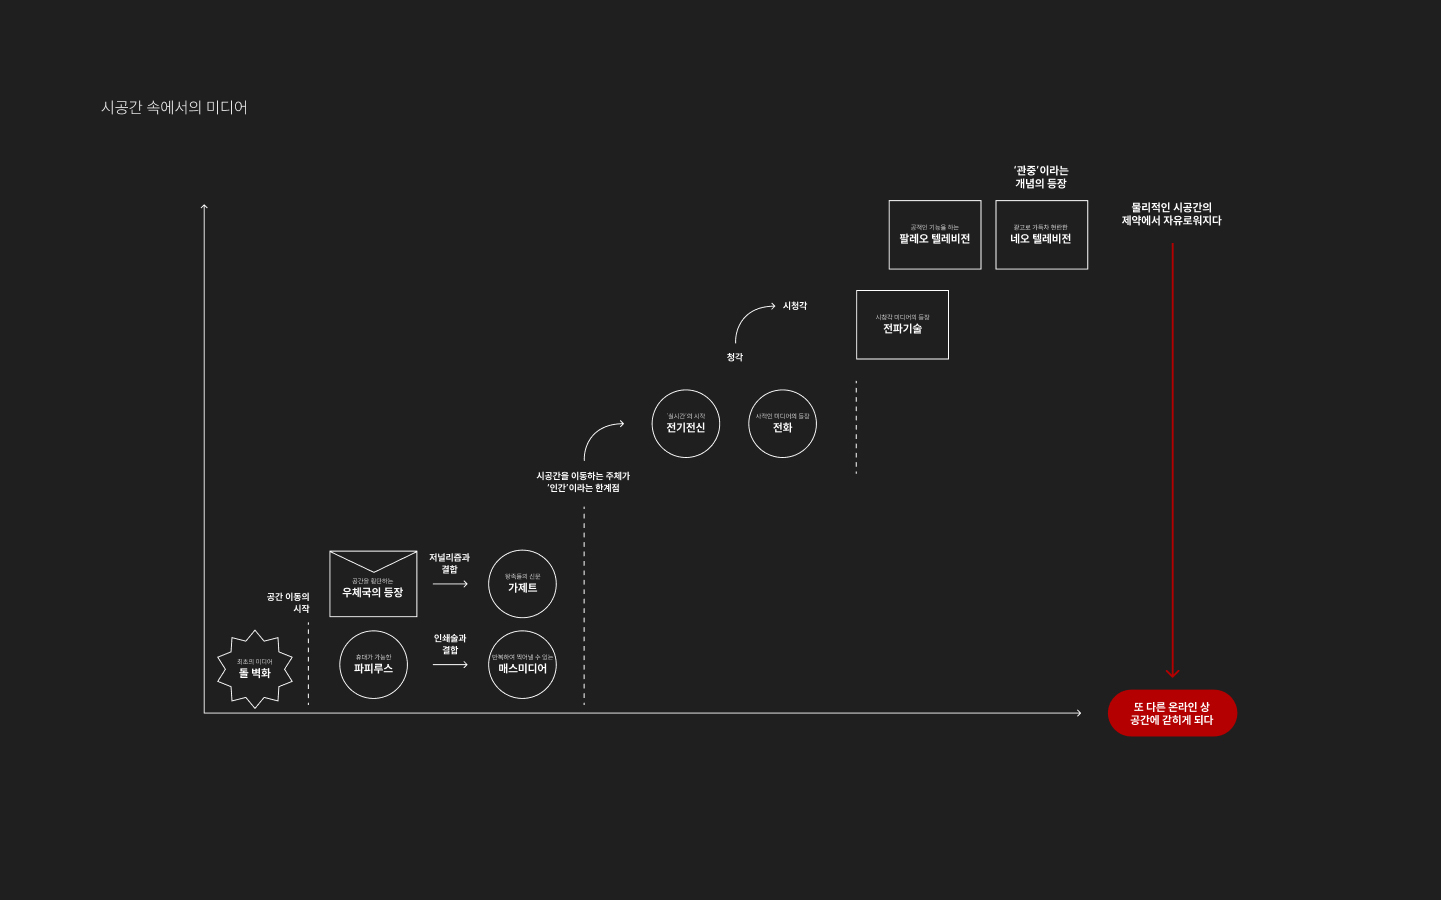 시공간 속에서의 미디어
'관중'이라는
개념의 등장
물리적인 시공간의
제약에서 자유로워지다
공적인 기능을 하는
팔레오 텔레비전
광고로 가득차 현란한
네오 텔레비전
시청각
청각
시청각 미디어의 등장
전파기술
'실시간'의 시작
전기전신
사적인 미디어의 등장
전화
시공간을 이동하는 주체가
'인간'이라는 한계점
공간을 횡단하는
우체국의 등장
저널리즘과
결합
왕족들의 신문
가제트
공간 이동의
시작
최초의 미디어
돌 벽화
휴대가 가능한
파피루스
인쇄술과
결합
반복하여 찍어낼 수 있는
매스미디어
또 다른 온라인 상
공간에 갇히게 되다